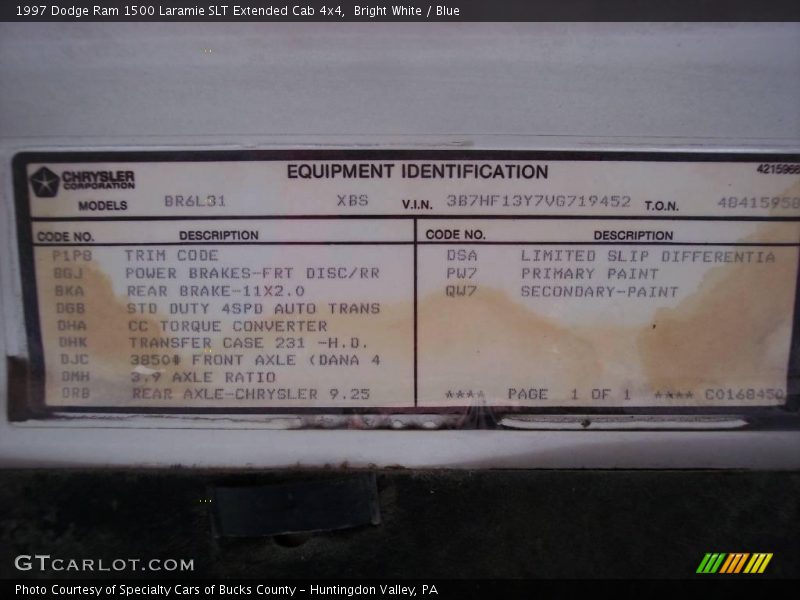 1997 Dodge Ram 1500 Laramie SLT Extended Cab 4x4,  Bright White / Blue
CHRYSLER CORPORATION EQUIPMENT IDENTIFICATION 4215966
MODELS BR6L31 XBS V.I.N. 3B7HF13Y7VG719452 T.O.N. 48415958
CODE NO. DESCRIPTION CODE NO. DESCRIPTION
P1P8 TRIM CODE
BGJ POWER BRAKES-FRT DISC/RR
BKA REAR BRAKE-11X2.0
DGB STD DUTY 4SPD AUTO TRANS
DHA CC TORQUE CONVERTER
DHK TRANSFER CASE 231 -H.D.
DJC 3850# FRONT AXLE (DANA 4
DMH 3.9 AXLE RATIO
DRB REAR AXLE-CHRYSLER 9.25
DSA LIMITED SLIP DIFFERENTIA
PW7 PRIMARY PAINT
QW7 SECONDARY-PAINT
**** PAGE 1 OF 1 **** C0168450
GTCARLOT.COM
Photo Courtesy of Specialty Cars of Bucks County - Huntingdon Valley, PA